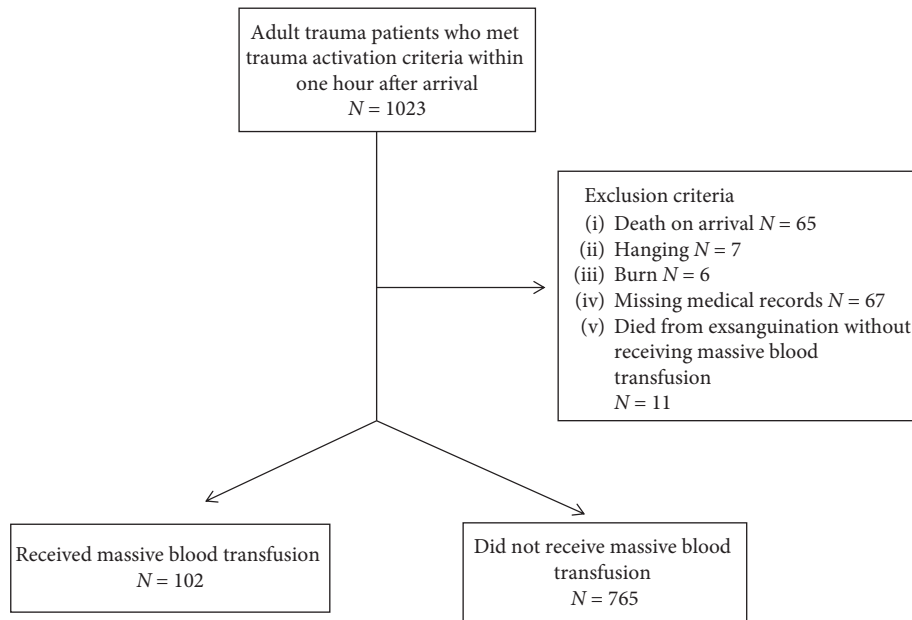 Adult trauma patients who met
trauma activation criteria within
one hour after arrival
N = 1023
Exclusion criteria
(i) Death on arrival N = 65
(ii) Hanging N = 7
(iii) Burn N = 6
(iv) Missing medical records N = 67
(v) Died from exsanguination without
receiving massive blood
transfusion
N = 11
Received massive blood transfusion
N = 102
Did not receive massive blood
transfusion
N = 765